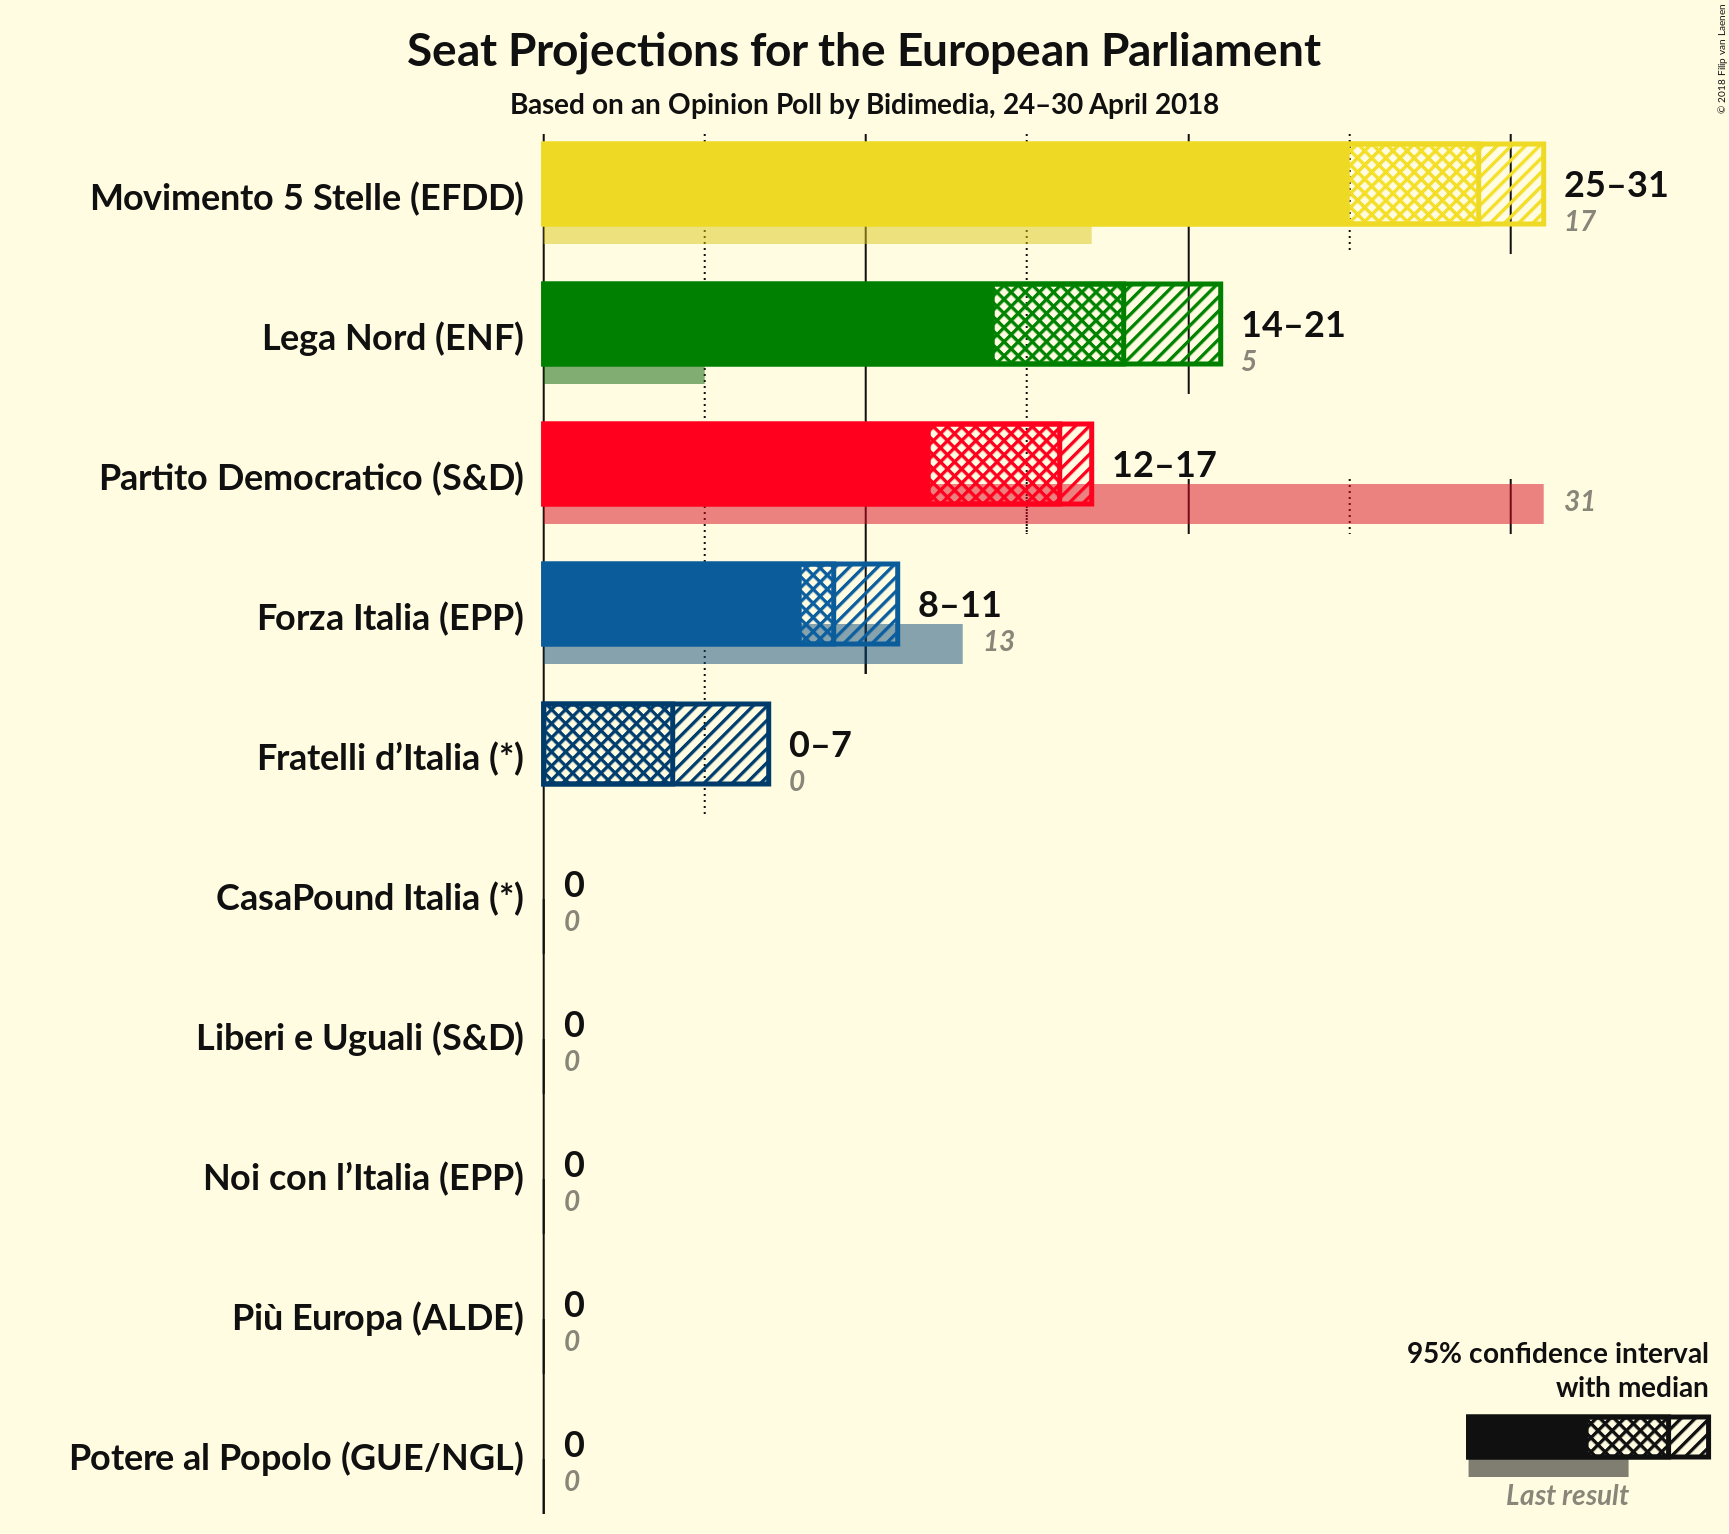 Seat Projections for the European Parliament
Based on an Opinion Poll by Bidimedia, 24–30 April 2018
© 2018 Filip van Laenen
Movimento 5 Stelle (EFDD)
25–31
17
Lega Nord (ENF)
14–21
5
Partito Democratico (S&D)
12–17
31
Forza Italia (EPP)
8–11
13
Fratelli d’Italia (*)
0–7
0
CasaPound Italia (*)
0
0
Liberi e Uguali (S&D)
0
0
Noi con l’Italia (EPP)
0
0
Più Europa (ALDE)
0
0
Potere al Popolo (GUE/NGL)
0
0
95% confidence interval
with median
Last result